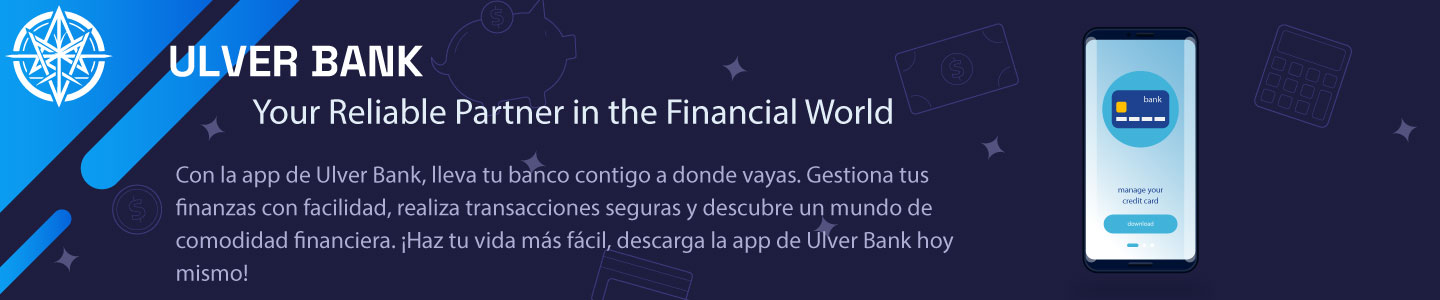 ULVER BANK
Your Reliable Partner in the Financial World
Con la app de Ulver Bank, lleva tu banco contigo a donde vayas. Gestiona tus
finanzas con facilidad, realiza transacciones seguras y descubre un mundo de
comodidad financiera. ¡Haz tu vida más fácil, descarga la app de Ulver Bank hoy
mismo!
bank
manage your
credit card
download